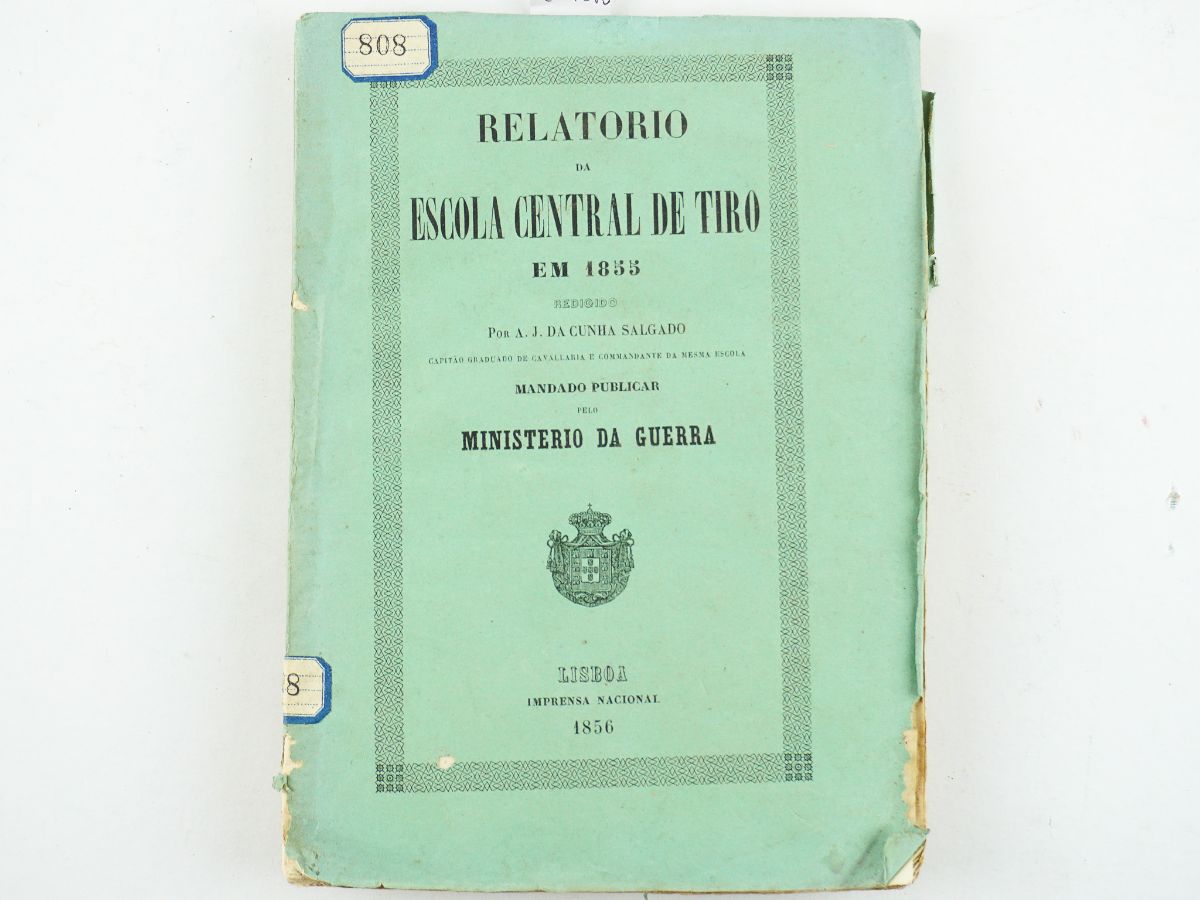 808
RELATORIO
DA
ESCOLA CENTRAL DE TIRO
EM 1855
REDIGIDO
POR A. J. DA CUNHA SALGADO
CAPITÃO GRADUADO DE CAVALLARIA E COMMANDANTE DA MESMA ESCOLA
MANDADO PUBLICAR
PELO
MINISTERIO DA GUERRA
LISBOA
8
IMPRENSA NACIONAL
1856